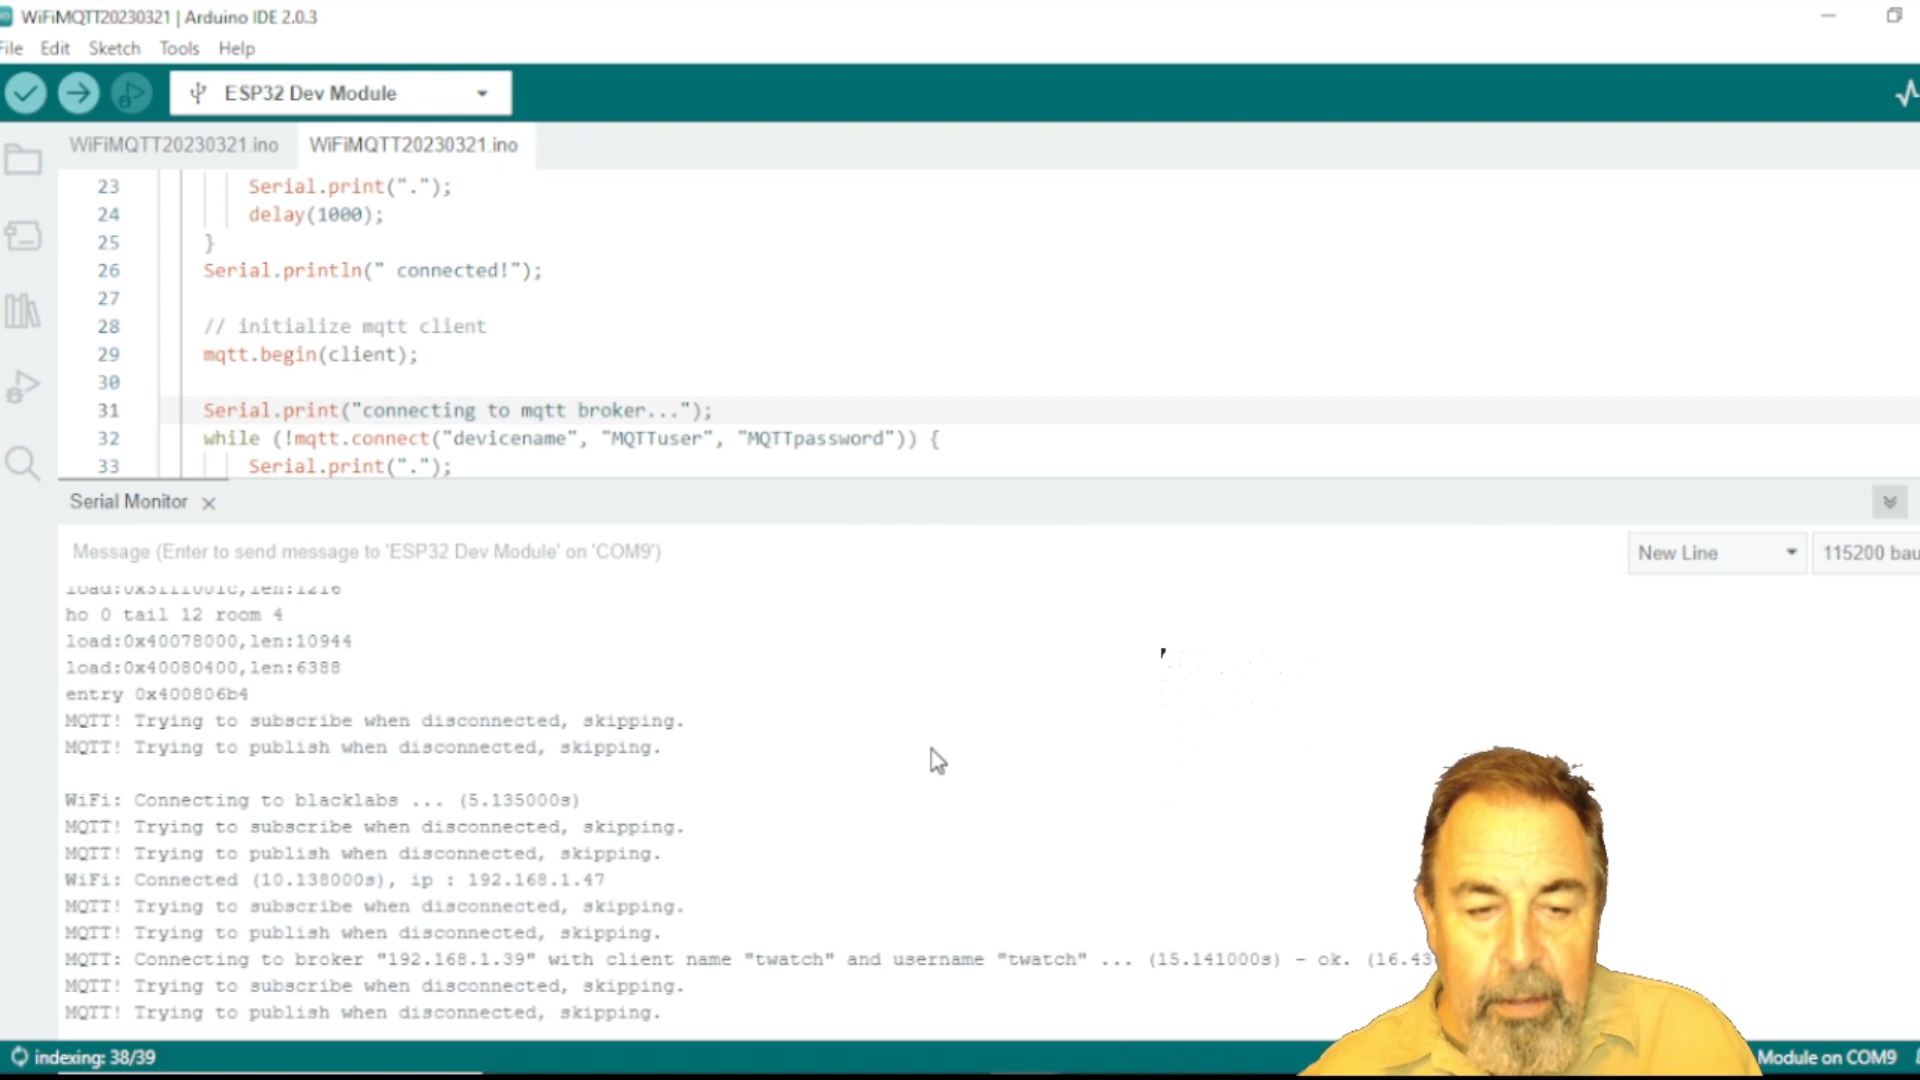 WiFiMQTT20230321 | Arduino IDE 2.0.3
File Edit Sketch Tools Help
ESP32 Dev Module
WiFiMQTT20230321.ino WiFiMQTT20230321.ino
23 Serial.print(".");
24 delay(1000);
25 }
26 Serial.println(" connected!");
27
28 // initialize mqtt client
29 mqtt.begin(client);
30
31 Serial.print("connecting to mqtt broker...");
32 while (!mqtt.connect("devicename", "MQTTuser", "MQTTpassword")) {
33 Serial.print(".");
Serial Monitor
Message (Enter to send message to 'ESP32 Dev Module' on 'COM9')
New Line 115200 bau
ho 0 tail 12 room 4
load:0x40078000,len:10944
load:0x40080400,len:6388
entry 0x400806b4
MQTT! Trying to subscribe when disconnected, skipping.
MQTT! Trying to publish when disconnected, skipping.
WiFi: Connecting to blacklabs ... (5.135000s)
MQTT! Trying to subscribe when disconnected, skipping.
MQTT! Trying to publish when disconnected, skipping.
WiFi: Connected (10.138000s), ip : 192.168.1.47
MQTT! Trying to subscribe when disconnected, skipping.
MQTT! Trying to publish when disconnected, skipping.
MQTT: Connecting to broker "192.168.1.39" with client name "twatch" and username "twatch" ... (15.141000s) - ok. (16.43
MQTT! Trying to subscribe when disconnected, skipping.
MQTT! Trying to publish when disconnected, skipping.
indexing: 38/39
Module on COM9